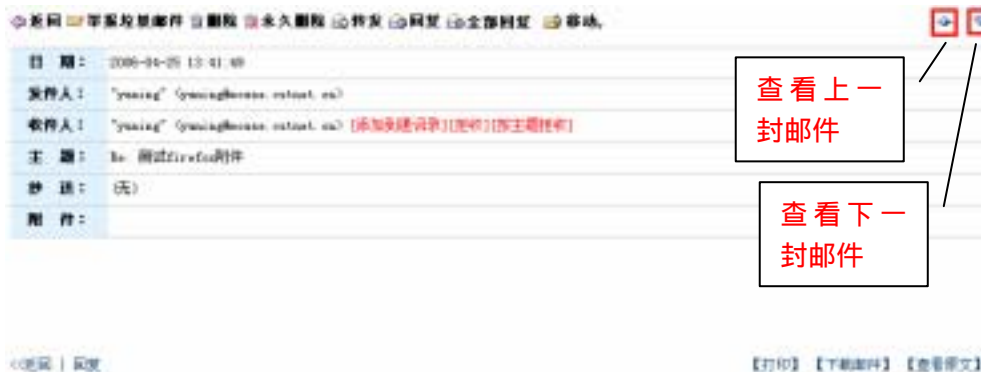 返回 举报垃圾邮件 删除 永久删除 转发 回复 全部回复 移动.
日 期： 2006-04-25 13:41:49
发件人：
收件人： [添加到通讯录][拒收][按主题拒收]
主 题： Re: 测试firefox附件
抄 送： (无)
附 件：
查看上一
封邮件
查看下一
封邮件
<<返回 | 回复 【打印】 【下载邮件】 【查看原文】